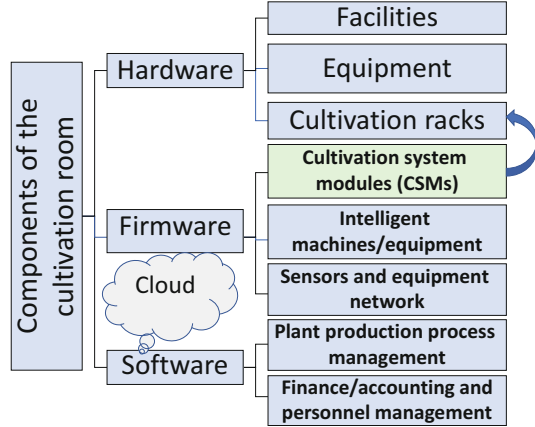 Components of the
cultivation room
Hardware
Facilities
Equipment
Cultivation racks
Firmware
Cultivation system
modules (CSMs)
Intelligent
machines/equipment
Sensors and equipment
network
Cloud
Software
Plant production process
management
Finance/accounting and
personnel management